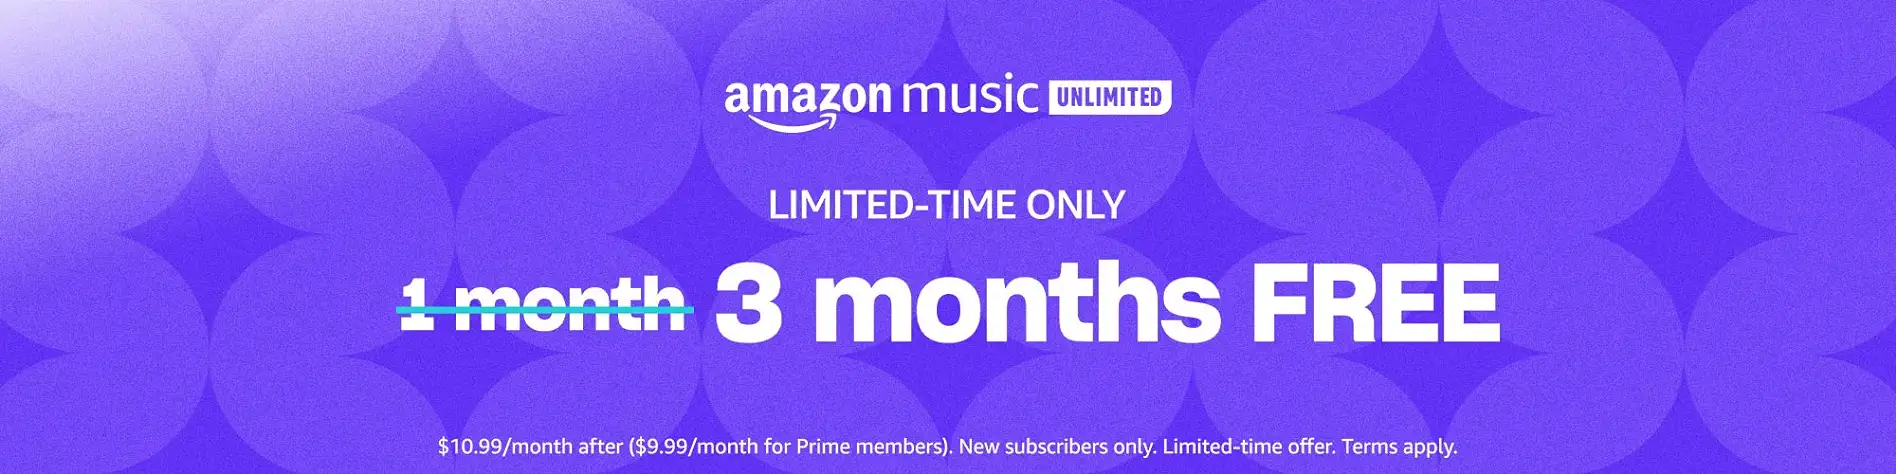 amazon music UNLIMITED
LIMITED-TIME ONLY
1 month 3 months FREE
$10.99/month after ($9.99/month for Prime members). New subscribers only. Limited-time offer. Terms apply.